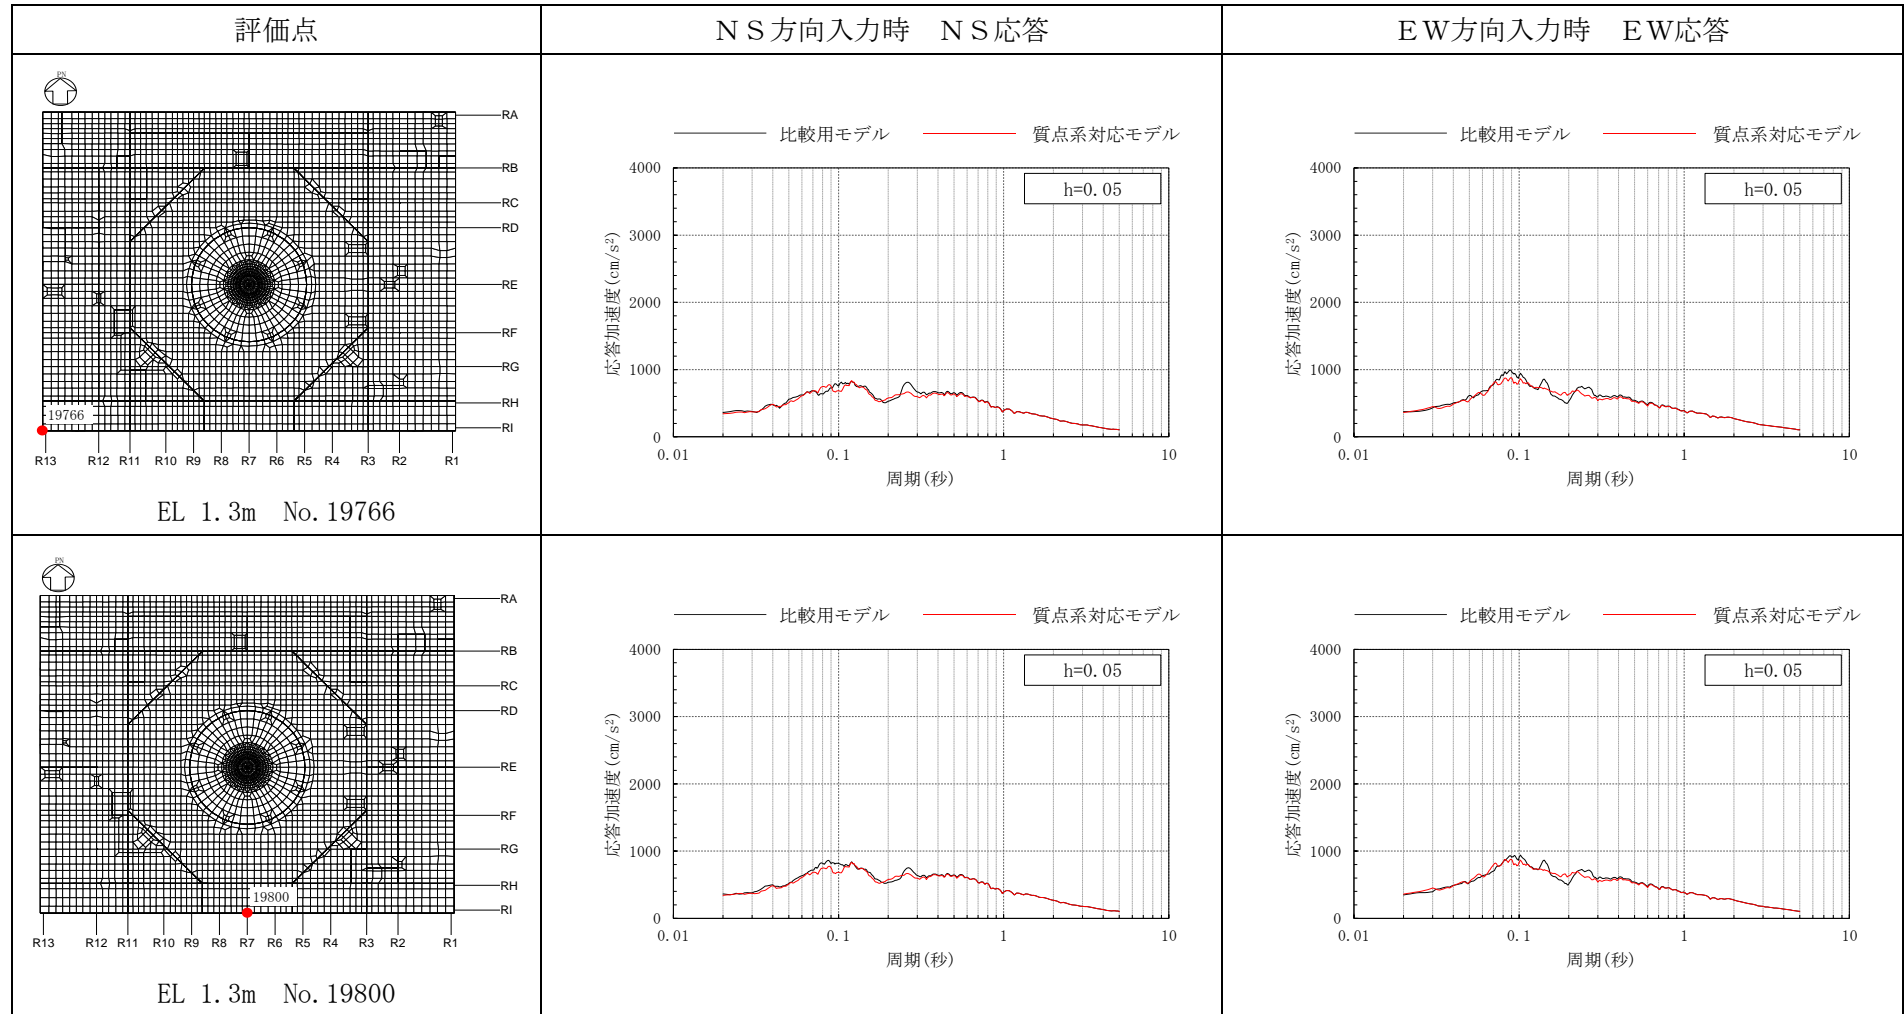 評価点
ＮＳ方向入力時　ＮＳ応答
ＥＷ方向入力時　ＥＷ応答
PN
RA
RB
RC
RD
RE
RF
RG
RH
RI
19766
R13 R12 R11 R10 R9 R8 R7 R6 R5 R4 R3 R2 R1
EL 1.3m　No.19766
比較用モデル 質点系対応モデル
h=0.05
応答加速度(cm/s²)
4000
3000
2000
1000
0
0.01 0.1 1 10
周期(秒)
比較用モデル 質点系対応モデル
h=0.05
応答加速度(cm/s²)
4000
3000
2000
1000
0
0.01 0.1 1 10
周期(秒)
PN
RA
RB
RC
RD
RE
RF
RG
RH
RI
19800
R13 R12 R11 R10 R9 R8 R7 R6 R5 R4 R3 R2 R1
EL 1.3m　No.19800
比較用モデル 質点系対応モデル
h=0.05
応答加速度(cm/s²)
4000
3000
2000
1000
0
0.01 0.1 1 10
周期(秒)
比較用モデル 質点系対応モデル
h=0.05
応答加速度(cm/s²)
4000
3000
2000
1000
0
0.01 0.1 1 10
周期(秒)